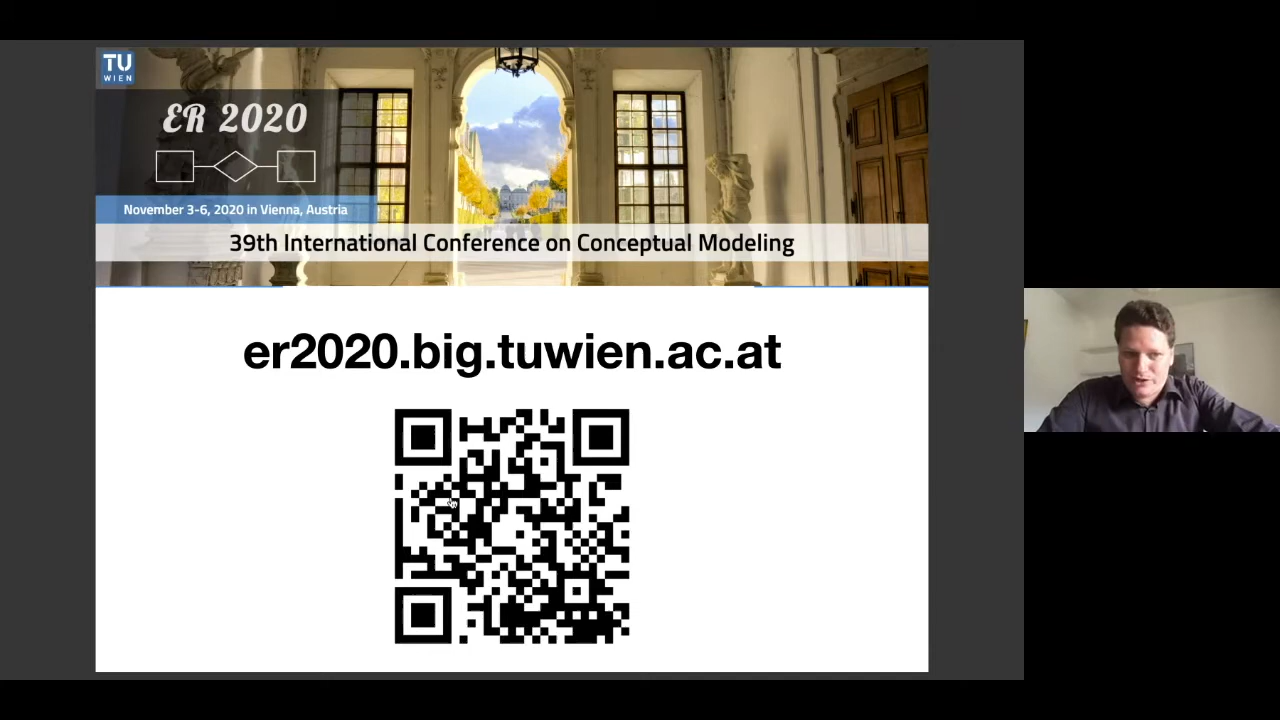 TU
WIEN
ER 2020
November 3-6, 2020 in Vienna, Austria
39th International Conference on Conceptual Modeling
er2020.big.tuwien.ac.at